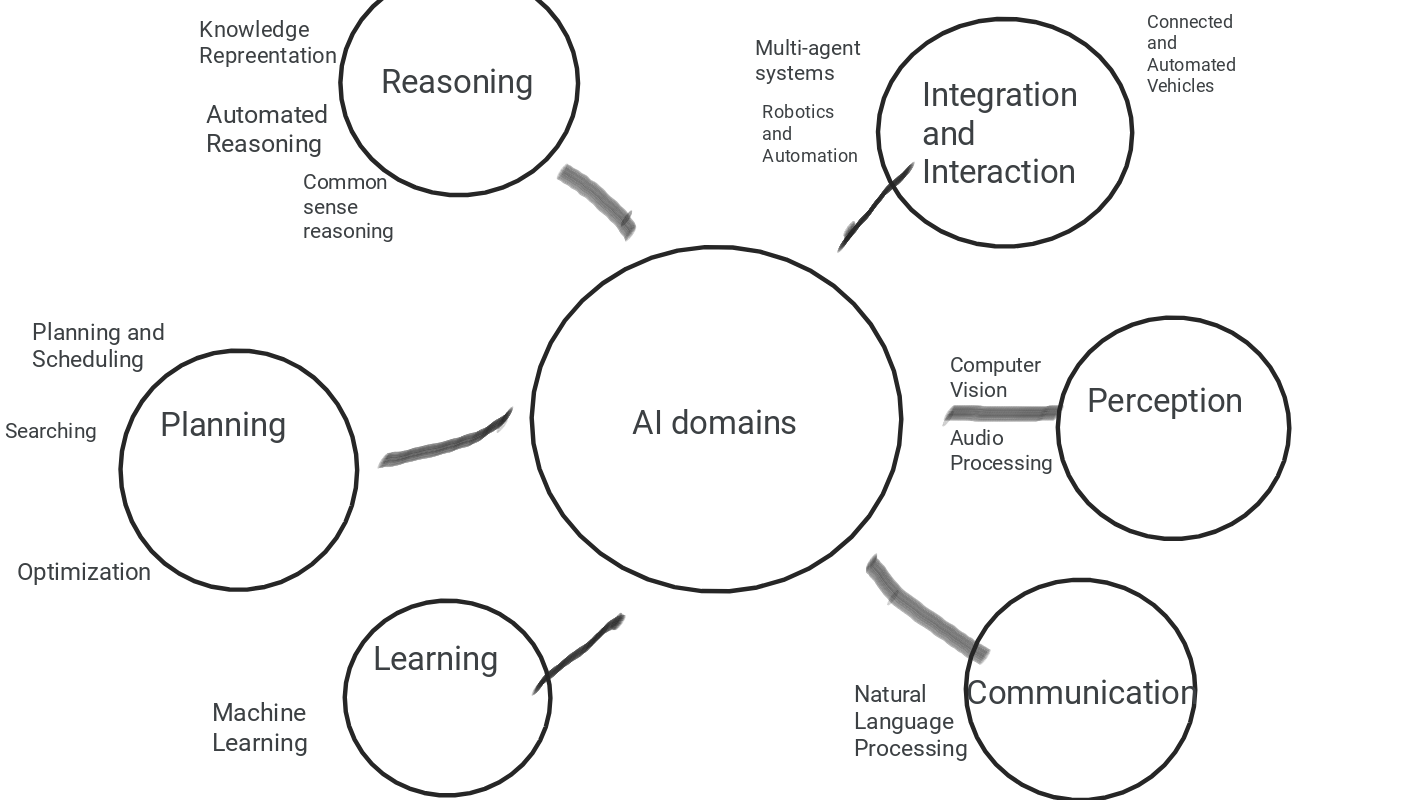 Knowledge
Repreentation
Automated
Reasoning
Common
sense
reasoning
Reasoning
Multi-agent
systems
Robotics
and
Automation
Integration
and
Interaction
Connected
and
Automated
Vehicles
Planning and
Scheduling
Searching
Optimization
Planning
AI domains
Computer
Vision
Audio
Processing
Perception
Learning
Machine
Learning
Natural
Language
Processing
Communication